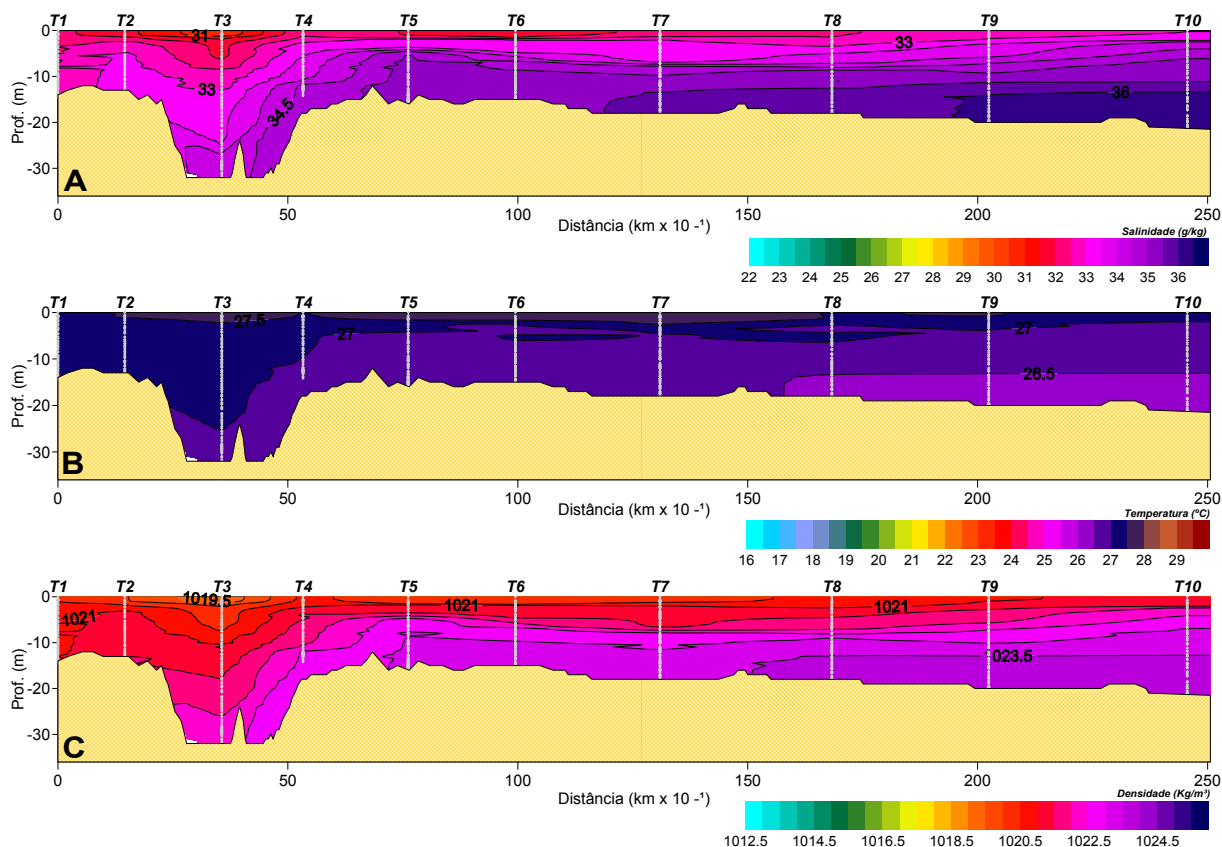 T1 T2 T3 T4 T5 T6 T7 T8 T9 T10
0
-10
-20
-30
Prof. (m)
31
33
34.5
33
36
A
0 50 100 150 200 250
Distância (km x 10 -¹)
Salinidade (g/kg)
22 23 24 25 26 27 28 29 30 31 32 33 34 35 36
T1 T2 T3 T4 T5 T6 T7 T8 T9 T10
0
-10
-20
-30
Prof. (m)
27.5
27
27
26.5
B
0 50 100 150 200 250
Distância (km x 10 -¹)
Temperatura (ºC)
16 17 18 19 20 21 22 23 24 25 26 27 28 29
T1 T2 T3 T4 T5 T6 T7 T8 T9 T10
0
-10
-20
-30
Prof. (m)
1019.5
1021
1021
1021
023.5
C
0 50 100 150 200 250
Distância (km x 10 -¹)
Densidade (Kg/m³)
1012.5 1014.5 1016.5 1018.5 1020.5 1022.5 1024.5